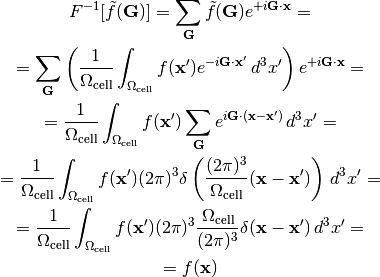 F^{-1}[\tilde{f}(\mathbf{G})] = \sum_{\mathbf{G}} \tilde{f}(\mathbf{G}) e^{+i\mathbf{G}\cdot\mathbf{x}} =
= \sum_{\mathbf{G}} \left( \frac{1}{\Omega_{\text{cell}}} \int_{\Omega_{\text{cell}}} f(\mathbf{x}') e^{-i\mathbf{G}\cdot\mathbf{x}'} \, d^3x' \right) e^{+i\mathbf{G}\cdot\mathbf{x}} =
= \frac{1}{\Omega_{\text{cell}}} \int_{\Omega_{\text{cell}}} f(\mathbf{x}') \sum_{\mathbf{G}} e^{i\mathbf{G}\cdot(\mathbf{x}-\mathbf{x}')} \, d^3x' =
= \frac{1}{\Omega_{\text{cell}}} \int_{\Omega_{\text{cell}}} f(\mathbf{x}') (2\pi)^3 \delta \left( \frac{(2\pi)^3}{\Omega_{\text{cell}}} (\mathbf{x}-\mathbf{x}') \right) \, d^3x' =
= \frac{1}{\Omega_{\text{cell}}} \int_{\Omega_{\text{cell}}} f(\mathbf{x}') (2\pi)^3 \frac{\Omega_{\text{cell}}}{(2\pi)^3} \delta(\mathbf{x}-\mathbf{x}') \, d^3x' =
= f(\mathbf{x})